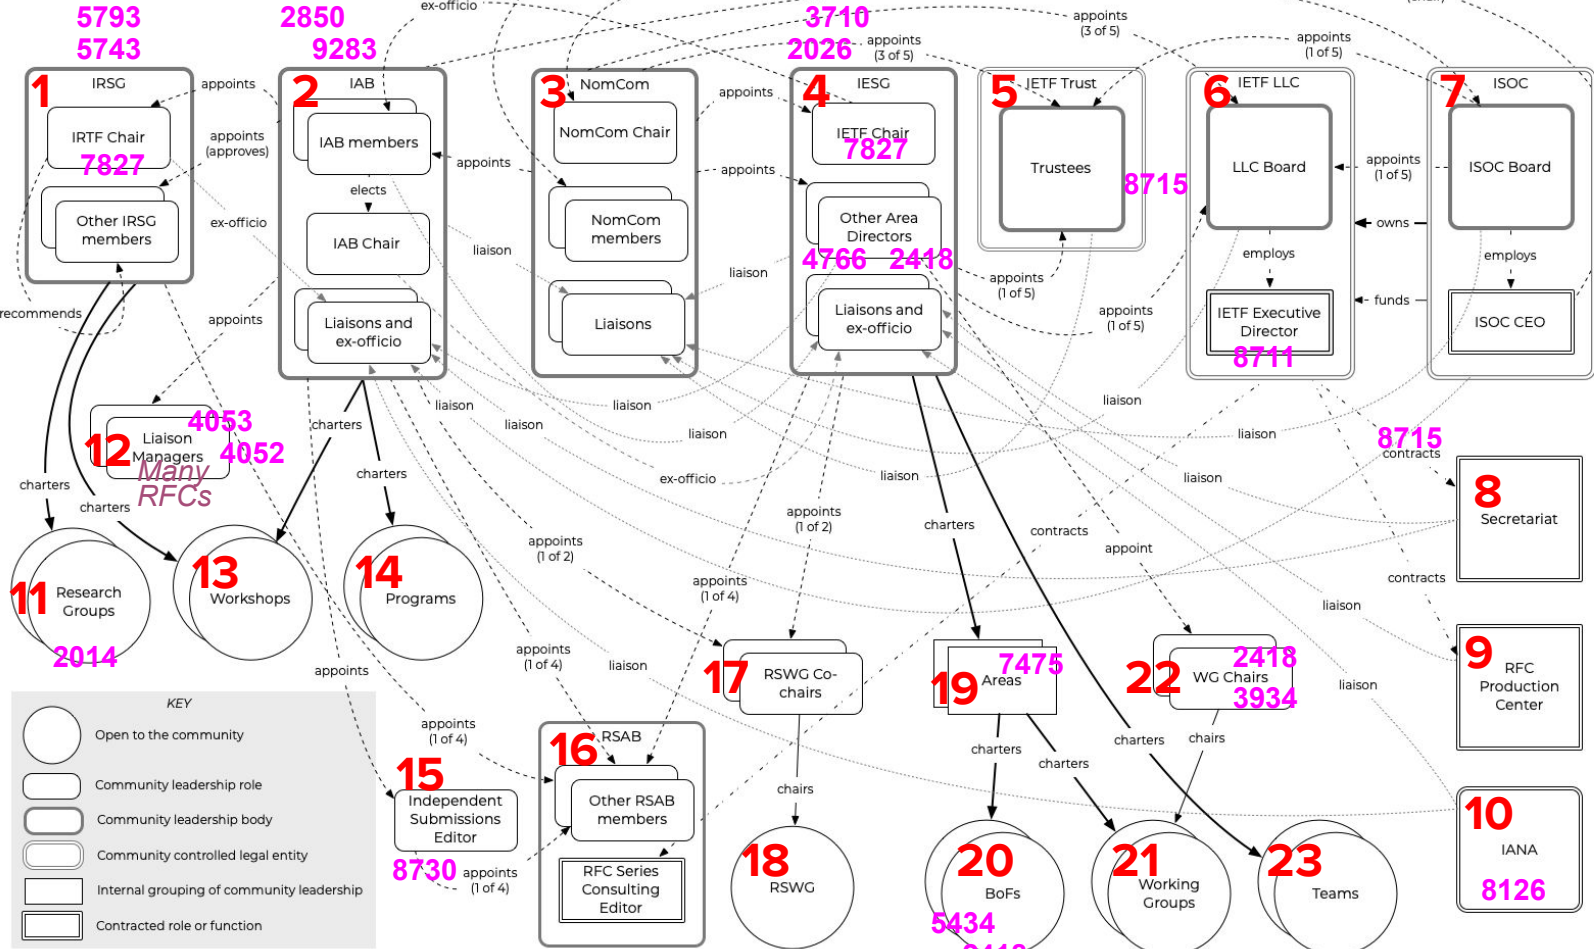 5793
5743
2850
9283
ex-officio
3710
2026
appoints
(3 of 5)
appoints
(3 of 5)
appoints
(1 of 5)
1
IRSG
IRTF Chair
7827
Other IRSG
members
appoints
appoints
(approves)
ex-officio
recommends
appoints
2
IAB
IAB members
elects
IAB Chair
Liaisons and
ex-officio
appoints
liaison
3
NomCom
NomCom Chair
NomCom
members
Liaisons
appoints
appoints
liaison
4
IESG
IETF Chair
7827
Other Area
Directors
4766
2418
Liaisons and
ex-officio
5
IETF Trust
Trustees
8715
appoints
(1 of 5)
appoints
(1 of 5)
6
IETF LLC
LLC Board
employs
IETF Executive
Director
8711
appoints
(1 of 5)
owns
funds
7
ISOC
ISOC Board
employs
ISOC CEO
12
Liaison
Managers
4053
4052
Many
RFCs
charters
charters
charters
charters
liaison
liaison
liaison
liaison
ex-officio
liaison
liaison
liaison
liaison
8715
contracts
8
Secretariat
11
Research
Groups
2014
13
Workshops
14
Programs
appoints
(1 of 2)
appoints
(1 of 2)
appoints
(1 of 4)
charters
contracts
appoint
contracts
liaison
9
RFC
Production
Center
appoints
appoints
(1 of 4)
liaison
liaison
17
RSWG Co-
chairs
19
7475
Areas
22
2418
WG Chairs
3934
KEY
Open to the community
Community leadership role
Community leadership body
Community controlled legal entity
Internal grouping of community leadership
Contracted role or function
appoints
(1 of 4)
15
Independent
Submissions
Editor
8730
appoints
(1 of 4)
16
RSAB
Other RSAB
members
RFC Series
Consulting
Editor
chairs
18
RSWG
charters
charters
charters
chairs
20
BoFs
5434
21
Working
Groups
23
Teams
10
IANA
8126